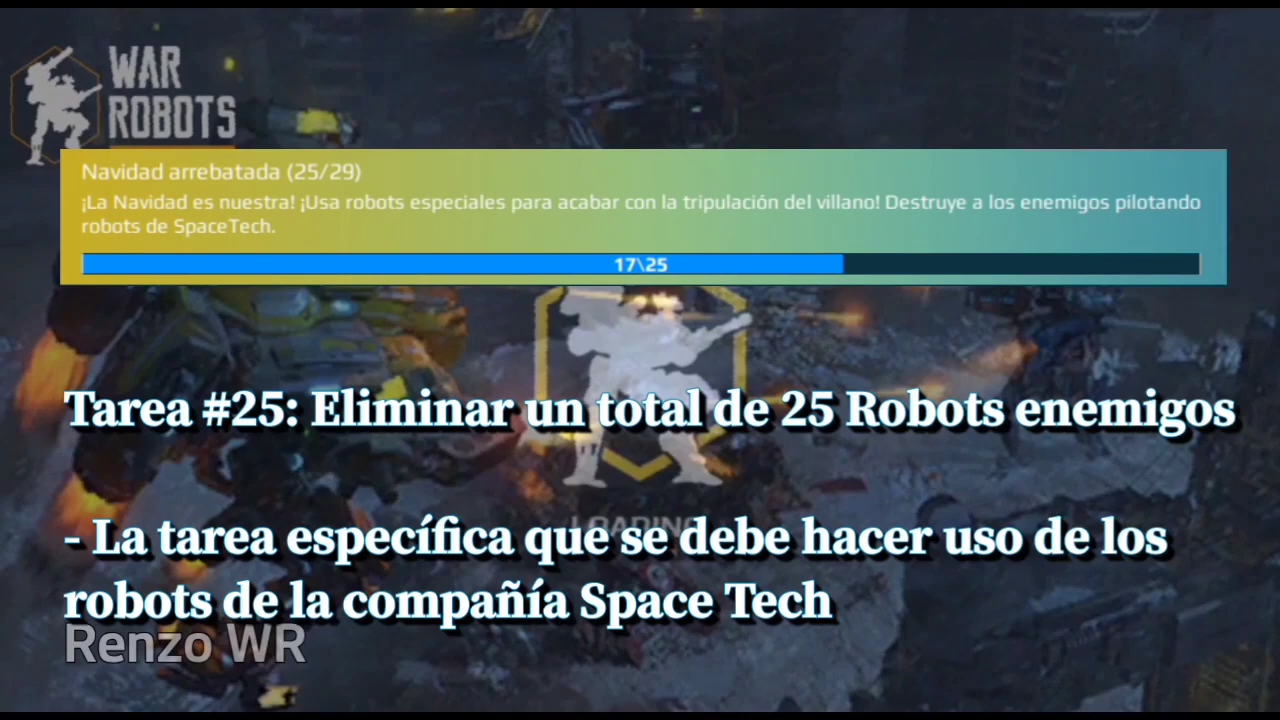 WAR
ROBOTS
Navidad arrebatada (25/29)
¡La Navidad es nuestra! ¡Usa robots especiales para acabar con la tripulación del villano! Destruye a los enemigos pilotando
robots de SpaceTech.
17\25
Tarea #25: Eliminar un total de 25 Robots enemigos
LOADING
- La tarea específica que se debe hacer uso de los
robots de la compañía Space Tech
Renzo WR